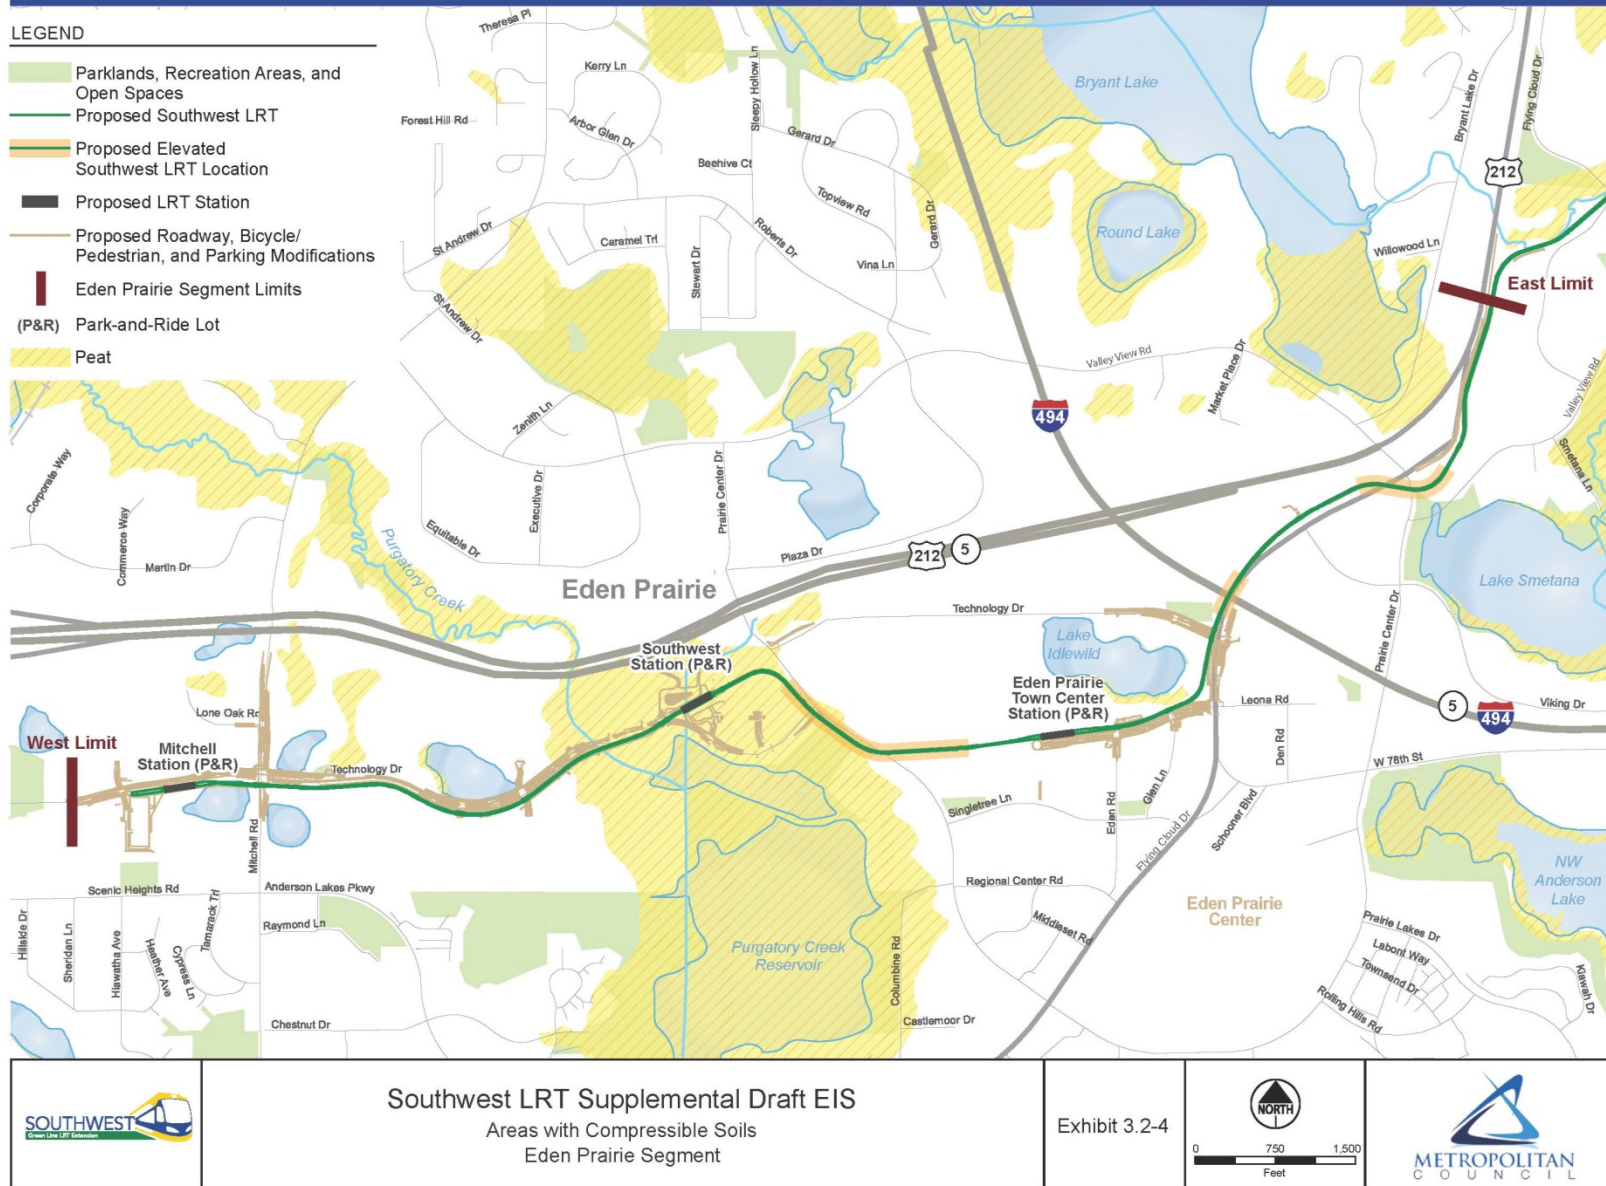 LEGEND
Parklands, Recreation Areas, and
Open Spaces
Proposed Southwest LRT
Proposed Elevated
Southwest LRT Location
Proposed LRT Station
Proposed Roadway, Bicycle/
Pedestrian, and Parking Modifications
Eden Prairie Segment Limits
(P&R) Park-and-Ride Lot
Peat
Theresa Pl
Kerry Ln
Sleepy Hollow Ln
Forest Hill Rd
Arbor Glen Dr
Gerard Dr
Beehive Ct
Topview Rd
Gerard Dr
St Andrew Dr
Caramel Trl
Stewart Dr
Roberts Dr
Vina Ln
St Andrew Dr
Bryant Lake
Bryant Lake Dr
Flying Cloud Dr
212
Round Lake
Willowood Ln
East Limit
Valley View Rd
Market Place Dr
Valley View Rd
494
Smetana Ln
Zenith Ln
Corporate Way
Commerce Way
Martin Dr
Equitable Dr
Executive Dr
Prairie Center Dr
Plaza Dr
212
5
Purgatory Creek
Eden Prairie
Technology Dr
Lake
Idlewild
Lake Smetana
Prairie Center Dr
Southwest
Station (P&R)
Eden Prairie
Town Center
Station (P&R)
Leona Rd
5
494
Viking Dr
Lone Oak Rd
West Limit
Mitchell
Station (P&R)
Technology Dr
Den Rd
W 78th St
Singletree Ln
Glen Ln
Eden Rd
Flying Cloud Dr
Schooner Blvd
Mitchell Rd
Scenic Heights Rd
Anderson Lakes Pkwy
Regional Center Rd
NW
Anderson
Lake
Eden Prairie
Center
Hillside Dr
Sheridan Ln
Hiawatha Ave
Heather Ave
Cypress Ln
Tamarack Trl
Raymond Ln
Middleset Rd
Prairie Lakes Dr
Labont Way
Townsend Dr
Rolling Hills Rd
Kiawah Dr
Purgatory Creek
Reservoir
Columbine Rd
Castlemoor Dr
Chestnut Dr
SOUTHWEST
Green Line LRT Extension
Southwest LRT Supplemental Draft EIS
Areas with Compressible Soils
Eden Prairie Segment
Exhibit 3.2-4
NORTH
0 750 1,500
Feet
METROPOLITAN
COUNCIL